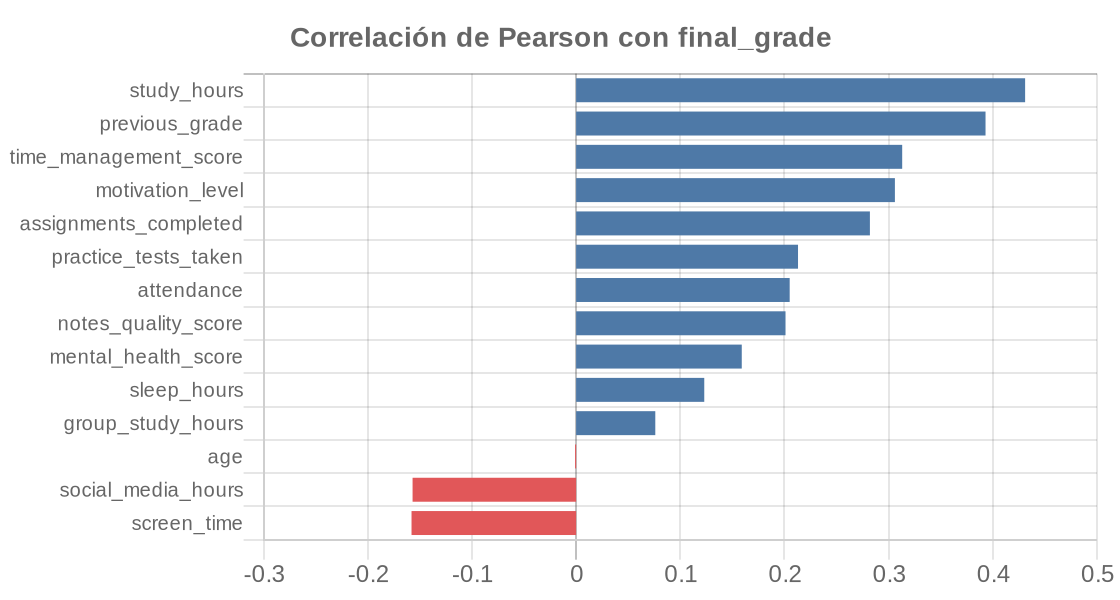 Correlación de Pearson con final_grade
study_hours
previous_grade
time_management_score
motivation_level
assignments_completed
practice_tests_taken
attendance
notes_quality_score
mental_health_score
sleep_hours
group_study_hours
age
social_media_hours
screen_time
-0.3 -0.2 -0.1 0 0.1 0.2 0.3 0.4 0.5